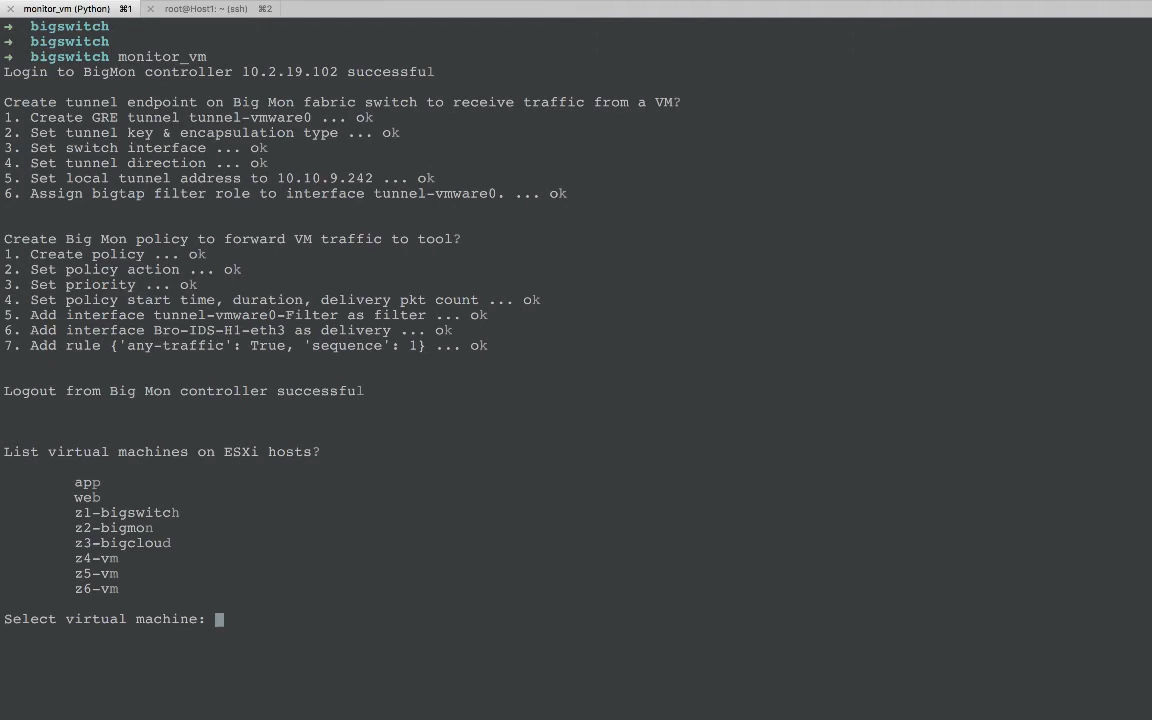 monitor_vm (Python) ⌘1 root@Host1: ~ (ssh) ⌘2
➜ bigswitch
➜ bigswitch
➜ bigswitch monitor_vm
Login to BigMon controller 10.2.19.102 successful
Create tunnel endpoint on Big Mon fabric switch to receive traffic from a VM?
1. Create GRE tunnel tunnel-vmware0 ... ok
2. Set tunnel key & encapsulation type ... ok
3. Set switch interface ... ok
4. Set tunnel direction ... ok
5. Set local tunnel address to 10.10.9.242 ... ok
6. Assign bigtap filter role to interface tunnel-vmware0. ... ok
Create Big Mon policy to forward VM traffic to tool?
1. Create policy ... ok
2. Set policy action ... ok
3. Set priority ... ok
4. Set policy start time, duration, delivery pkt count ... ok
5. Add interface tunnel-vmware0-Filter as filter ... ok
6. Add interface Bro-IDS-H1-eth3 as delivery ... ok
7. Add rule {'any-traffic': True, 'sequence': 1} ... ok
Logout from Big Mon controller successful
List virtual machines on ESXi hosts?
app
web
z1-bigswitch
z2-bigmon
z3-bigcloud
z4-vm
z5-vm
z6-vm
Select virtual machine: